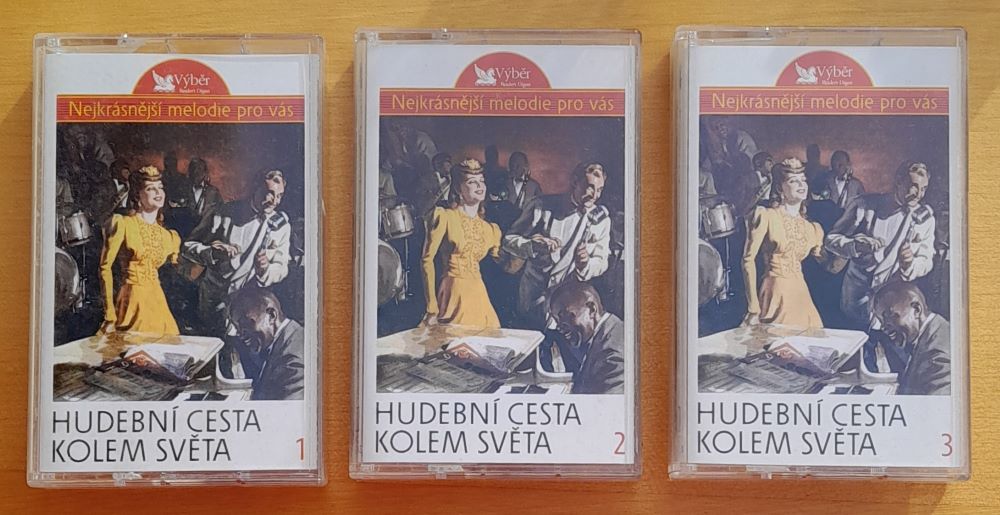 Výběr
Reader's Digest
Nejkrásnější melodie pro vás
HUDEBNÍ CESTA
KOLEM SVĚTA 1
Výběr
Reader's Digest
Nejkrásnější melodie pro vás
HUDEBNÍ CESTA
KOLEM SVĚTA 2
Výběr
Reader's Digest
Nejkrásnější melodie pro vás
HUDEBNÍ CESTA
KOLEM SVĚTA 3